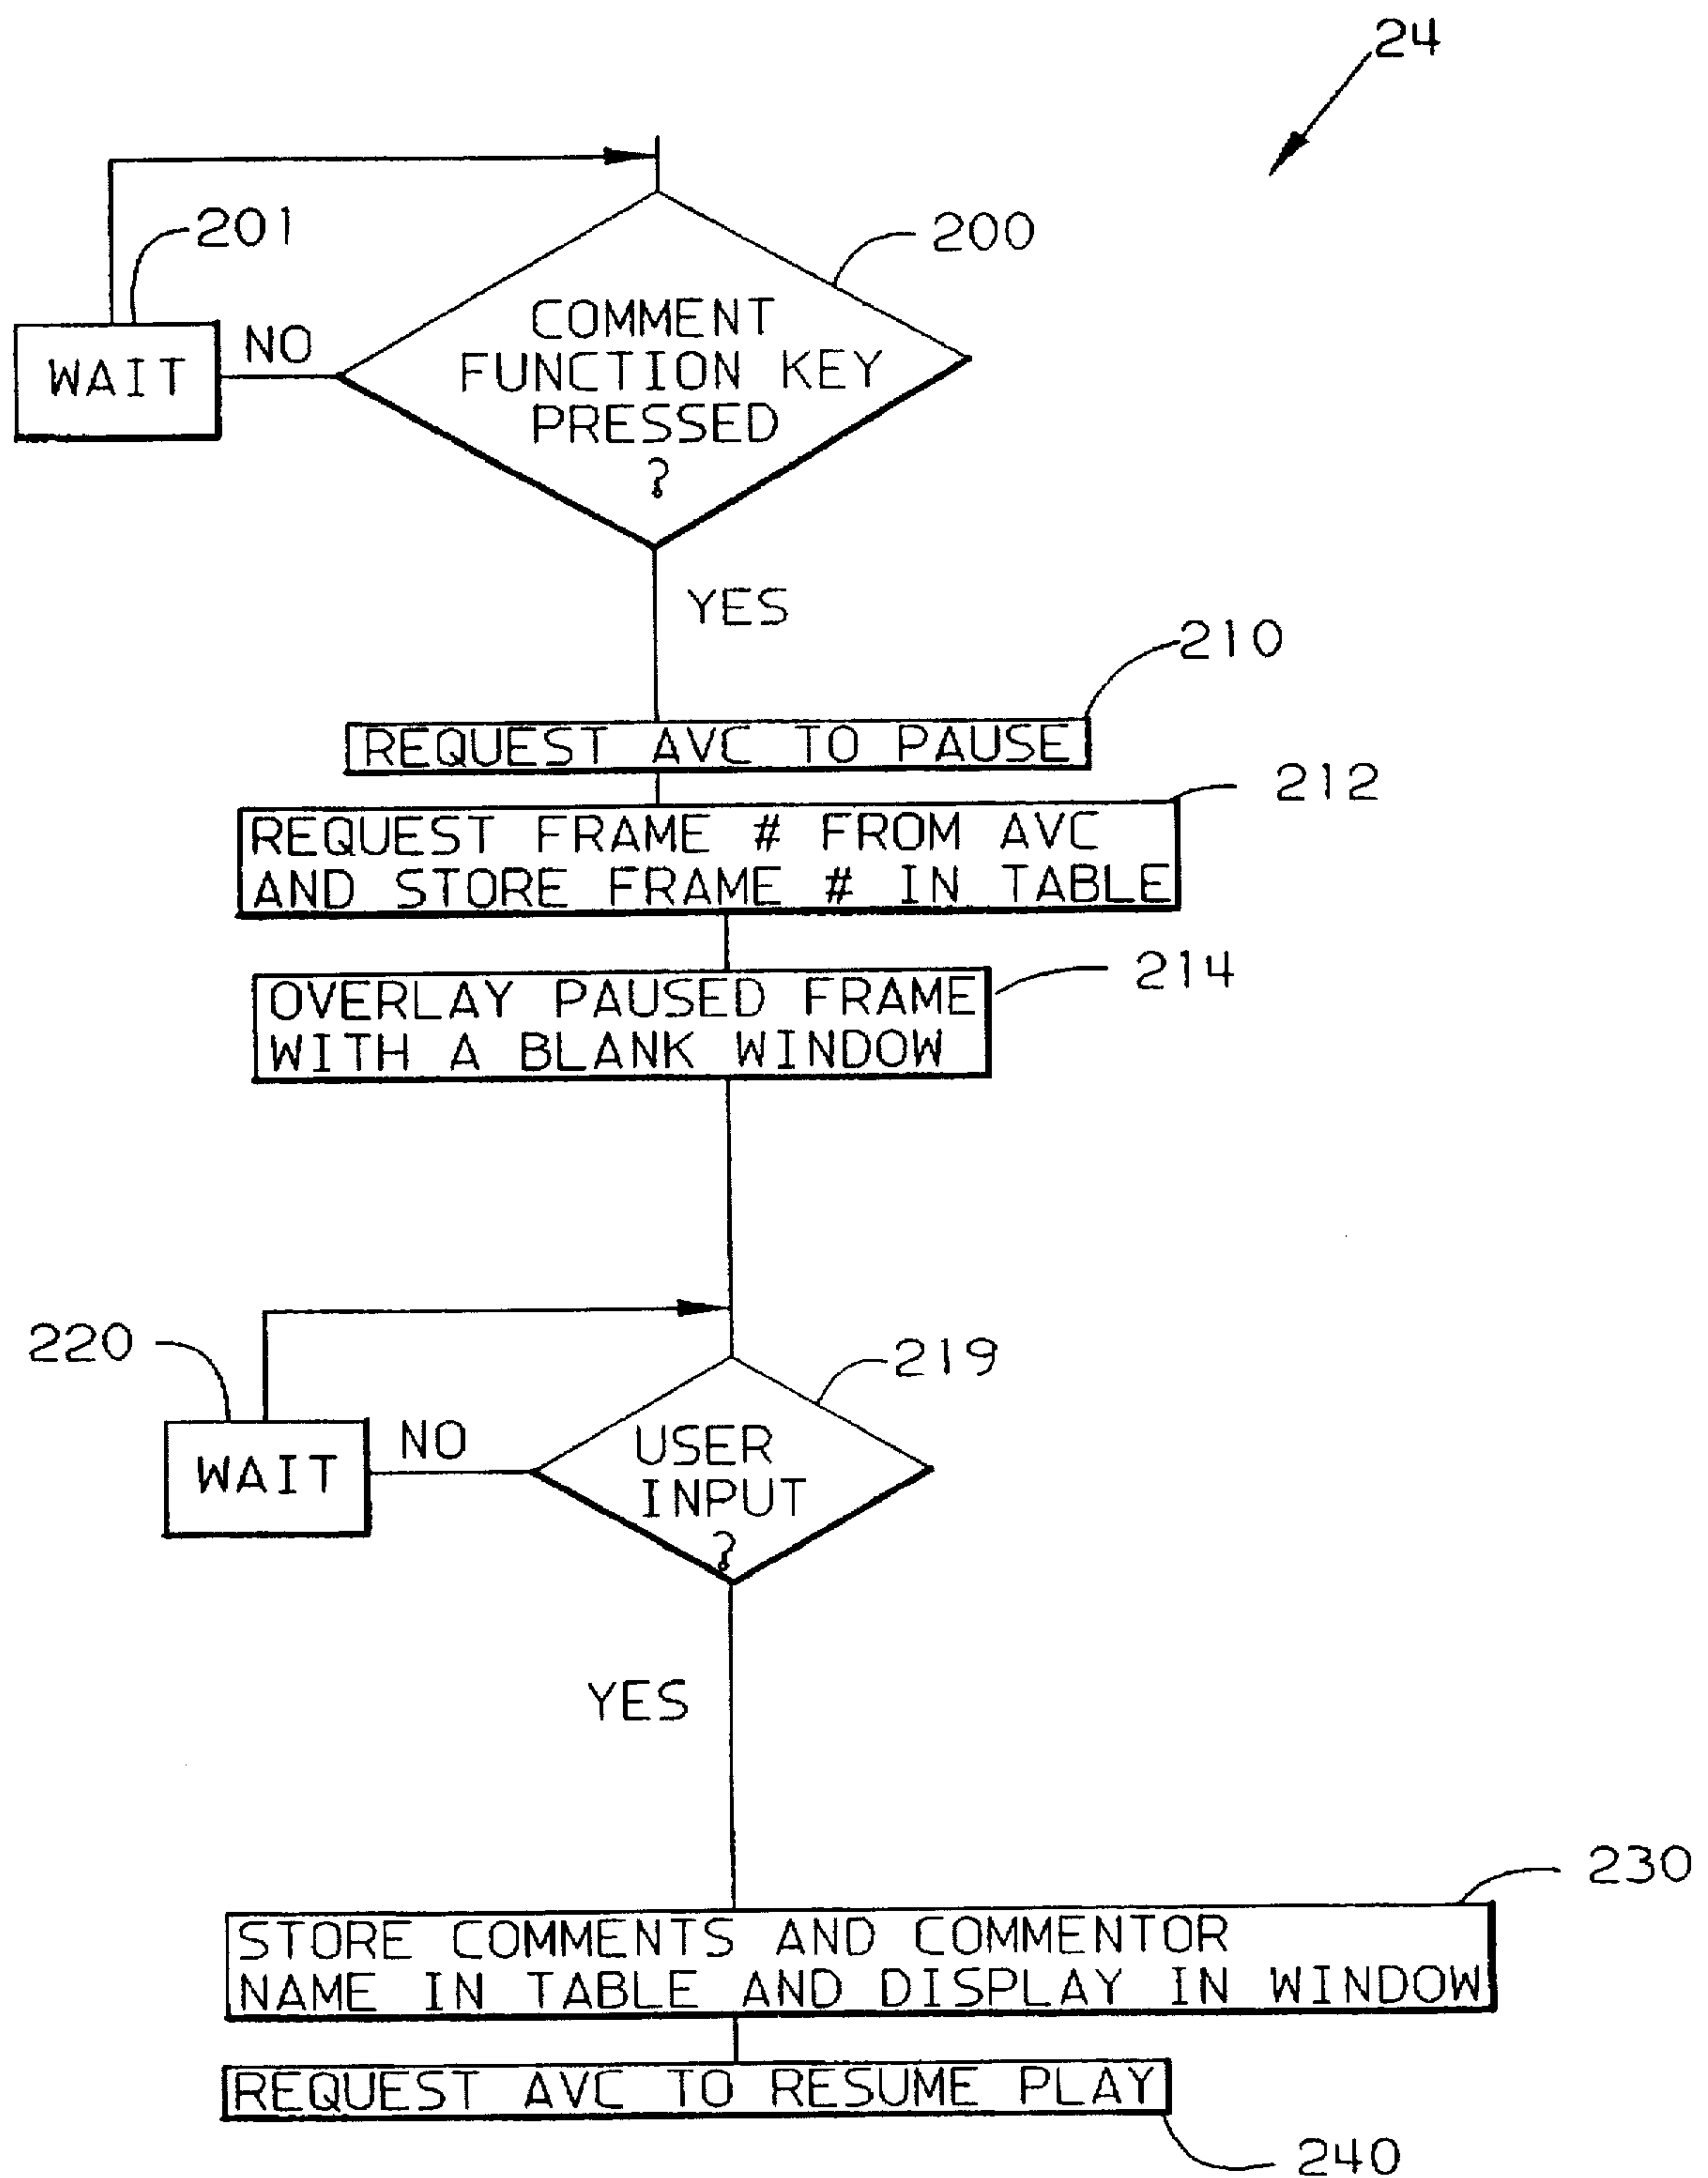 24
201
200
COMMENT
FUNCTION KEY
PRESSED
?
NO
WAIT
YES
210
REQUEST AVC TO PAUSE
212
REQUEST FRAME # FROM AVC
AND STORE FRAME # IN TABLE
214
OVERLAY PAUSED FRAME
WITH A BLANK WINDOW
220
219
NO
WAIT
USER
INPUT
?
YES
230
STORE COMMENTS AND COMMENTOR
NAME IN TABLE AND DISPLAY IN WINDOW
REQUEST AVC TO RESUME PLAY
240